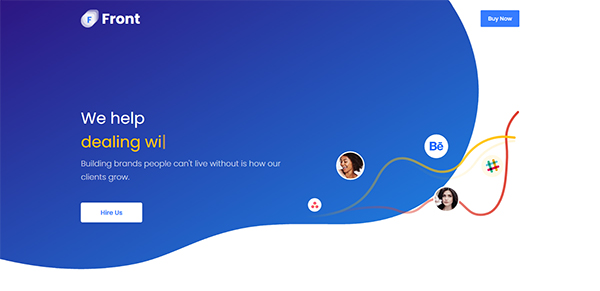 F Front
Buy Now
We help
dealing wi|
Building brands people can't live without is how our
clients grow.
Bē
Hire Us